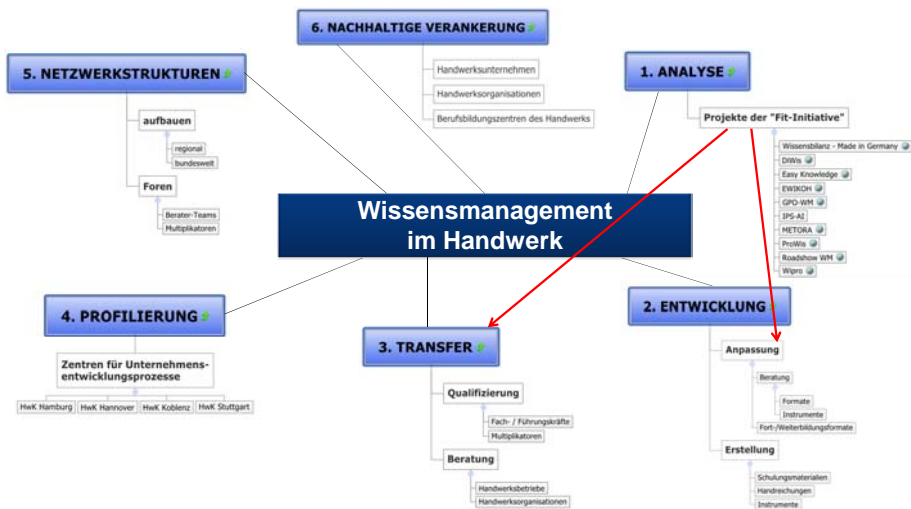 6. NACHHALTIGE VERANKERUNG
Handwerksunternehmen
Handwerksorganisationen
Berufsbildungszentren des Handwerks
5. NETZWERKSTRUKTUREN
aufbauen
regional
bundesweit
Foren
Berater-Teams
Multiplikatoren
1. ANALYSE
Projekte der "Fit-Initiative"
Wissensbilanz - Made in Germany
DiWis
Easy Knowledge
EWIKOH
GPO-WM
IPS-AI
METORA
ProWis
Roadshow WM
Wipro
Wissensmanagement
im Handwerk
4. PROFILIERUNG
Zentren für Unternehmens-
entwicklungsprozesse
HwK Hamburg
HwK Hannover
HwK Koblenz
HwK Stuttgart
3. TRANSFER
Qualifizierung
Fach- / Führungskräfte
Multiplikatoren
Beratung
Handwerksbetriebe
Handwerksorganisationen
2. ENTWICKLUNG
Anpassung
Beratung
Formate
Instrumente
Fort-/Weiterbildungsformate
Erstellung
Schulungsmaterialien
Handreichungen
Instrumente